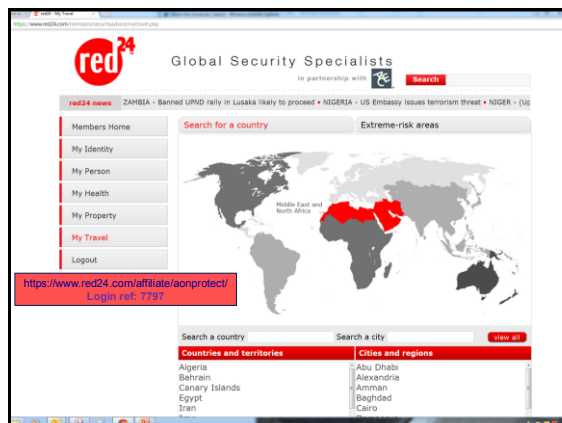 red24 - My Travel
https://www.red24.com/members/securityadvice/mytravel.php
red24
Global Security Specialists
in partnership with
Search
red24 news
ZAMBIA - Banned UPND rally in Lusaka likely to proceed • NIGERIA - US Embassy issues terrorism threat • NIGER - (Up
Members Home
My Identity
My Person
My Health
My Property
My Travel
Logout
Search for a country
Extreme-risk areas
Middle East and
North Africa
https://www.red24.com/affiliate/aonprotect/
Login ref: 7797
Search a country
Search a city
view all
Countries and territories
Cities and regions
Algeria
Bahrain
Canary Islands
Egypt
Iran
Abu Dhabi
Alexandria
Amman
Baghdad
Cairo